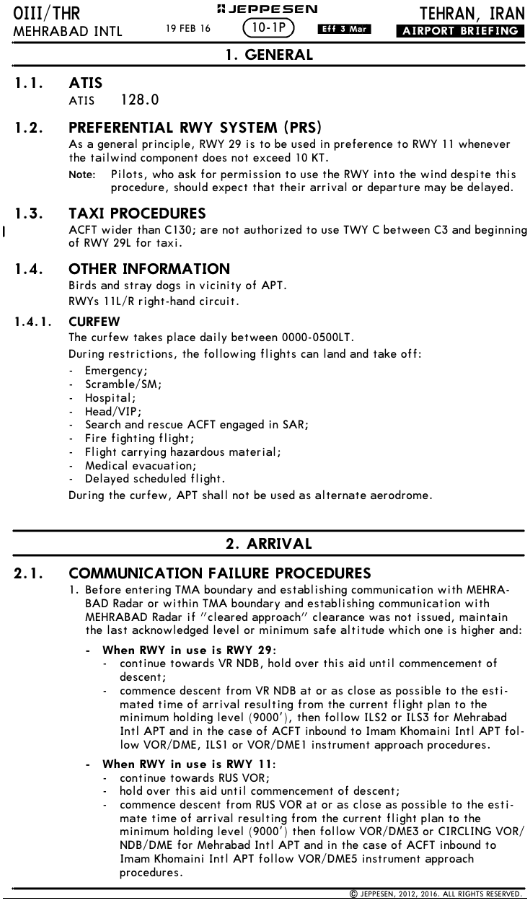 OIII/THR
MEHRABAD INTL
19 FEB 16
JEPPESEN
10-1P
Eff 3 Mar
TEHRAN, IRAN
AIRPORT BRIEFING
1. GENERAL
1.1. ATIS
ATIS 128.0
1.2. PREFERENTIAL RWY SYSTEM (PRS)
As a general principle, RWY 29 is to be used in preference to RWY 11 whenever
the tailwind component does not exceed 10 KT.
Note: Pilots, who ask for permission to use the RWY into the wind despite this
procedure, should expect that their arrival or departure may be delayed.
1.3. TAXI PROCEDURES
ACFT wider than C130; are not authorized to use TWY C between C3 and beginning
of RWY 29L for taxi.
1.4. OTHER INFORMATION
Birds and stray dogs in vicinity of APT.
RWYs 11L/R right-hand circuit.
1.4.1. CURFEW
The curfew takes place daily between 0000-0500LT.
During restrictions, the following flights can land and take off:
- Emergency;
- Scramble/SM;
- Hospital;
- Head/VIP;
- Search and rescue ACFT engaged in SAR;
- Fire fighting flight;
- Flight carrying hazardous material;
- Medical evacuation;
- Delayed scheduled flight.
During the curfew, APT shall not be used as alternate aerodrome.
2. ARRIVAL
2.1. COMMUNICATION FAILURE PROCEDURES
1. Before entering TMA boundary and establishing communication with MEHRA-
BAD Radar or within TMA boundary and establishing communication with
MEHRABAD Radar if "cleared approach" clearance was not issued, maintain
the last acknowledged level or minimum safe altitude which one is higher and:
- When RWY in use is RWY 29:
- continue towards VR NDB, hold over this aid until commencement of
descent;
- commence descent from VR NDB at or as close as possible to the esti-
mated time of arrival resulting from the current flight plan to the
minimum holding level (9000'), then follow ILS2 or ILS3 for Mehrabad
Intl APT and in the case of ACFT inbound to Imam Khomaini Intl APT fol-
low VOR/DME, ILS1 or VOR/DME1 instrument approach procedures.
- When RWY in use is RWY 11:
- continue towards RUS VOR;
- hold over this aid until commencement of descent;
- commence descent from RUS VOR at or as close as possible to the esti-
mate time of arrival resulting from the current flight plan to the
minimum holding level (9000') then follow VOR/DME3 or CIRCLING VOR/
NDB/DME for Mehrabad Intl APT and in the case of ACFT inbound to
Imam Khomaini Intl APT follow VOR/DME5 instrument approach
procedures.
© JEPPESEN, 2012, 2016. ALL RIGHTS RESERVED.